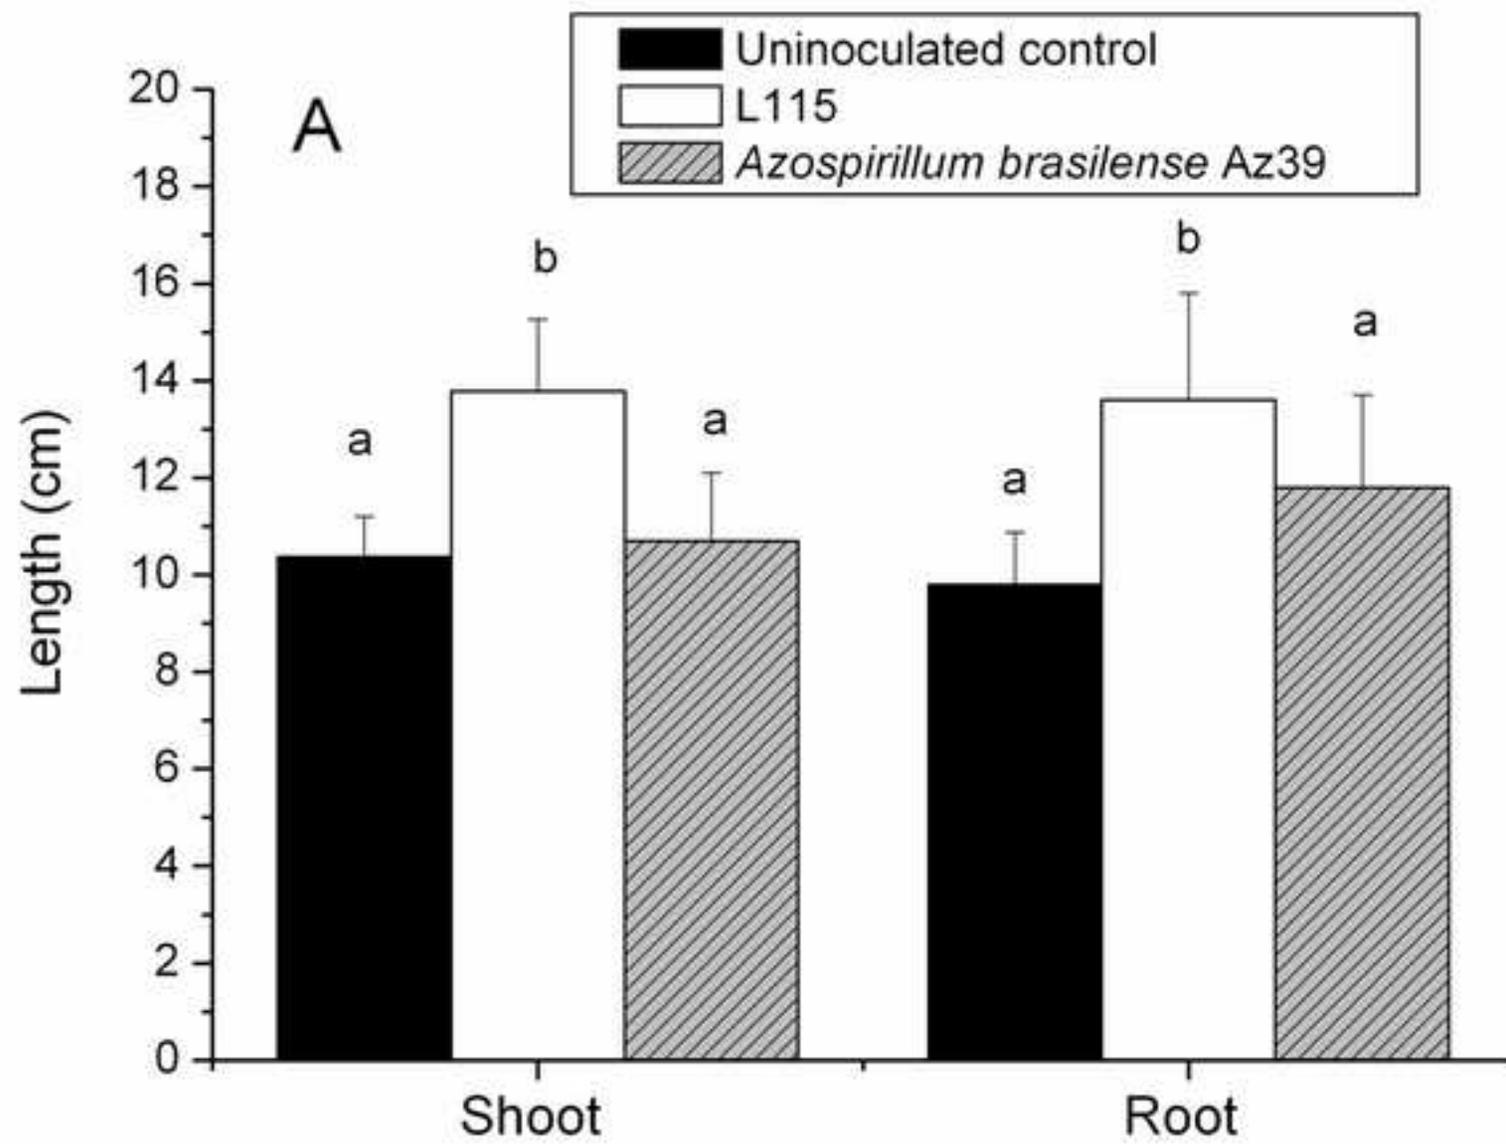 Uninoculated control
L115
Azospirillum brasilense Az39
A
20
18
16
14
12
10
8
6
4
2
0
Length (cm)
a
b
a
a
b
a
Shoot
Root